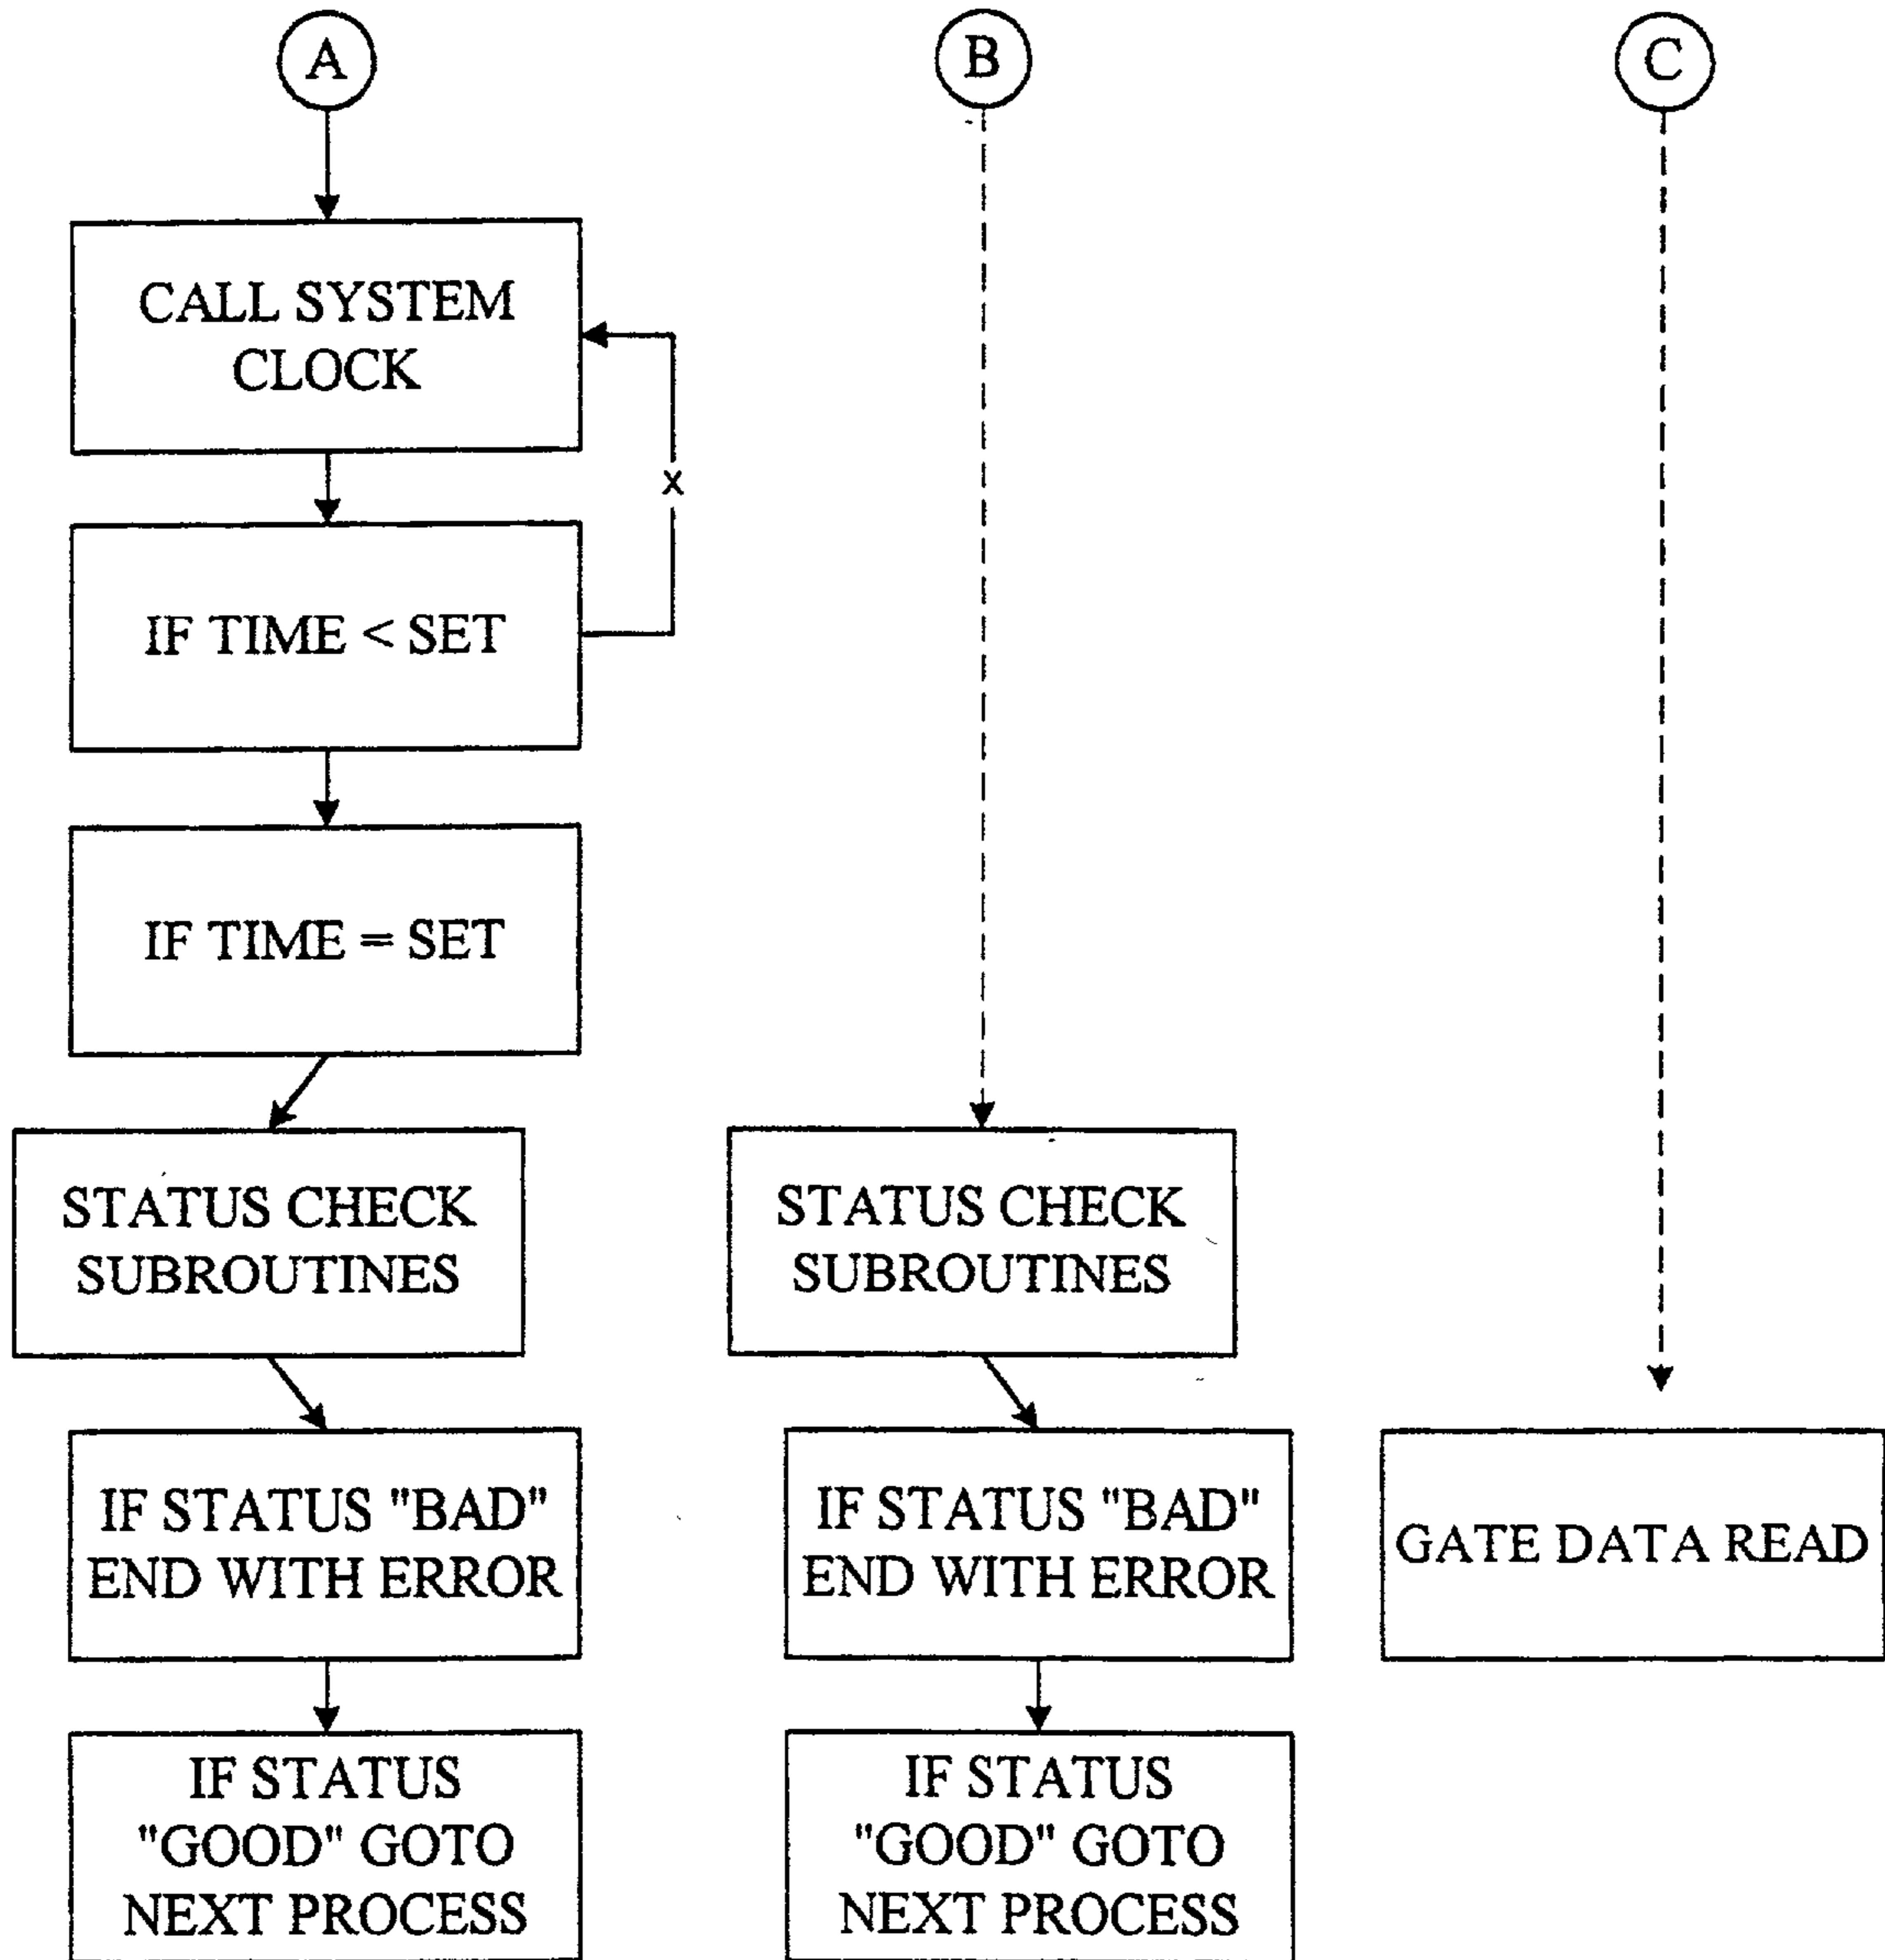 A
B
C
CALL SYSTEM
CLOCK
x
IF TIME < SET
IF TIME = SET
STATUS CHECK
SUBROUTINES
STATUS CHECK
SUBROUTINES
IF STATUS "BAD"
END WITH ERROR
IF STATUS "BAD"
END WITH ERROR
GATE DATA READ
IF STATUS
"GOOD" GOTO
NEXT PROCESS
IF STATUS
"GOOD" GOTO
NEXT PROCESS